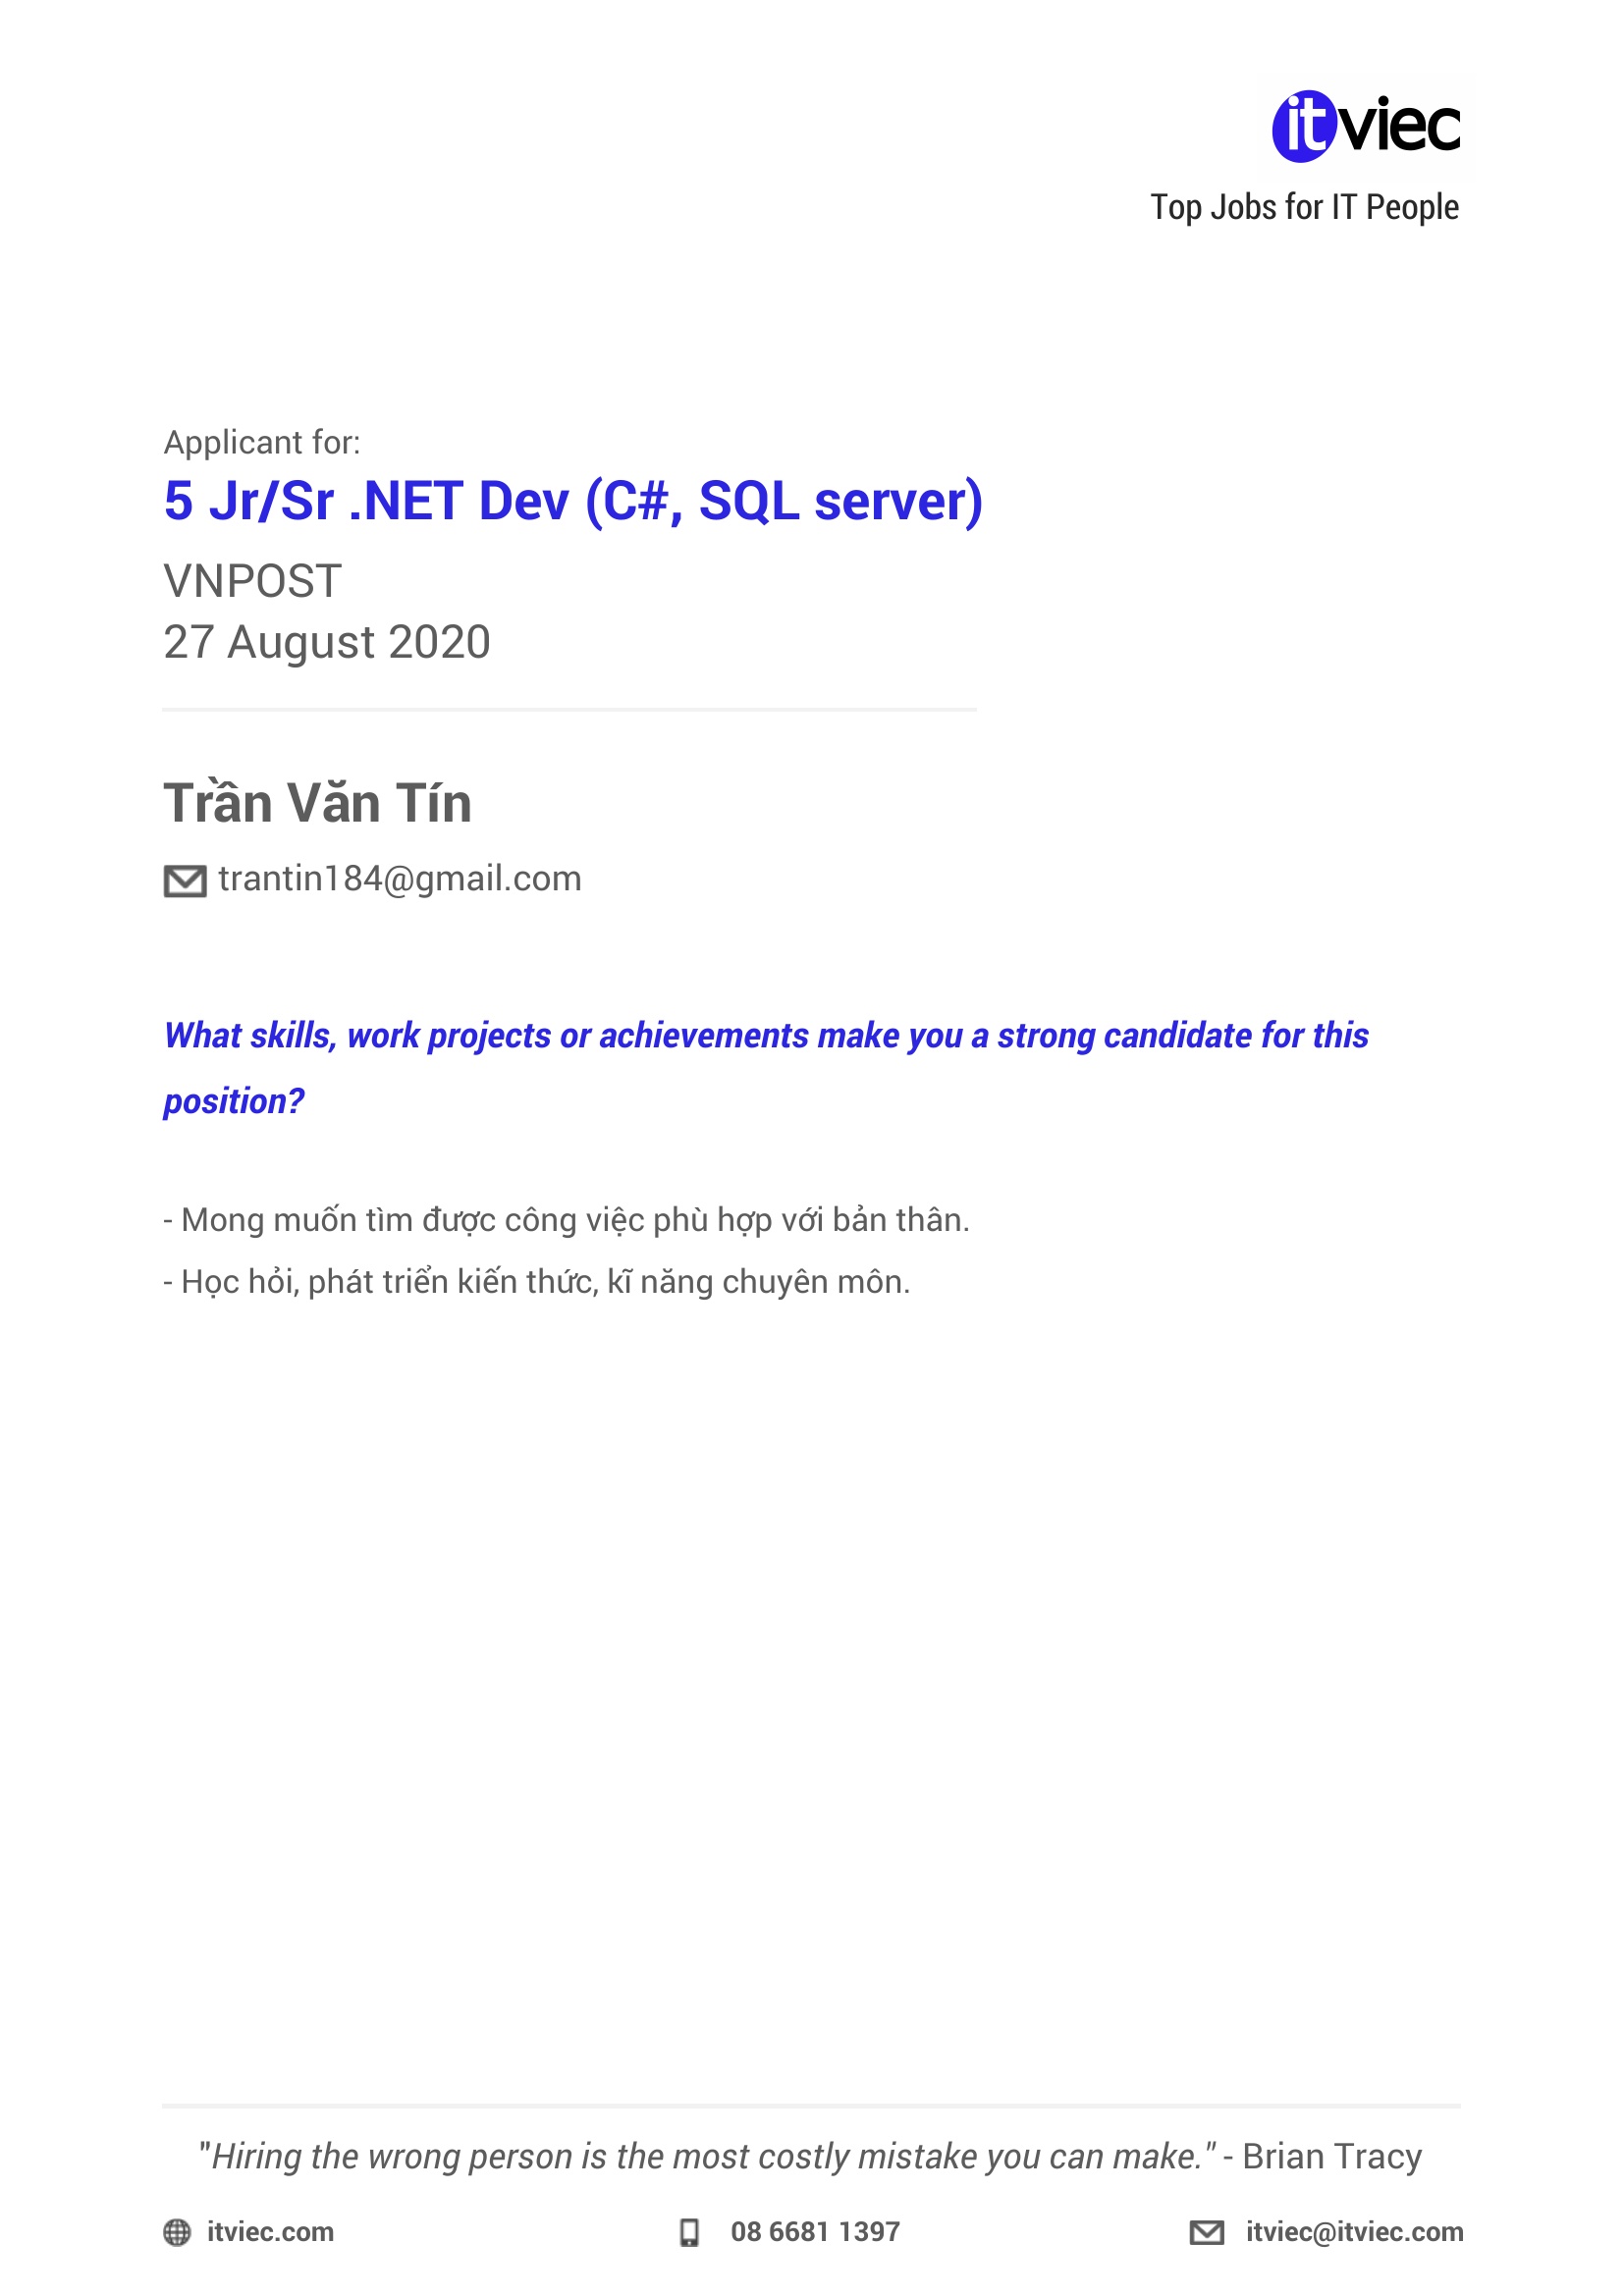 itviec
Top Jobs for IT People
Applicant for:
5 Jr/Sr .NET Dev (C#, SQL server)
VNPOST
27 August 2020
Trần Văn Tín
trantin184@gmail.com
What skills, work projects or achievements make you a strong candidate for this
position?
- Mong muốn tìm được công việc phù hợp với bản thân.
- Học hỏi, phát triển kiến thức, kĩ năng chuyên môn.
"Hiring the wrong person is the most costly mistake you can make." - Brian Tracy
itviec.com 08 6681 1397 itviec@itviec.com